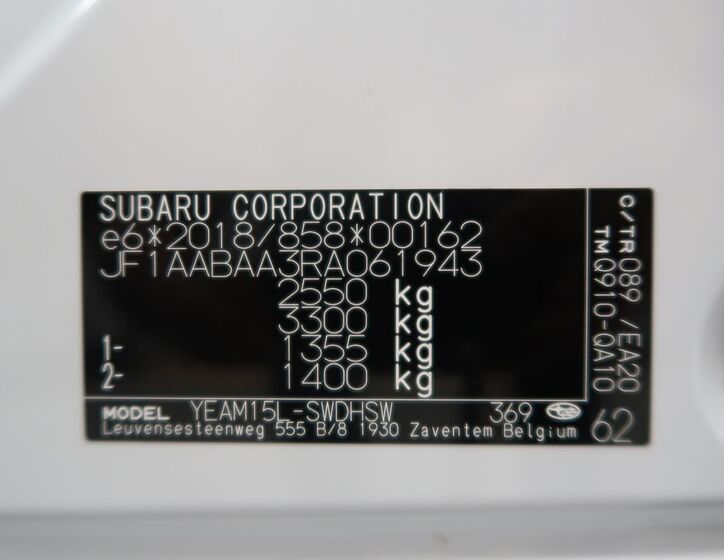 SUBARU CORPORATION
e6*2018/858*00162
JF1AABAA3RA061943
2550 kg
3300 kg
1- 1355 kg
2- 1400 kg
MODEL YEAM15L-SWDHSW 369
Leuvensesteenweg 555 B/8 1930 Zaventem Belgium
C/TR 089 /EA20
TM Q910-QA10
62